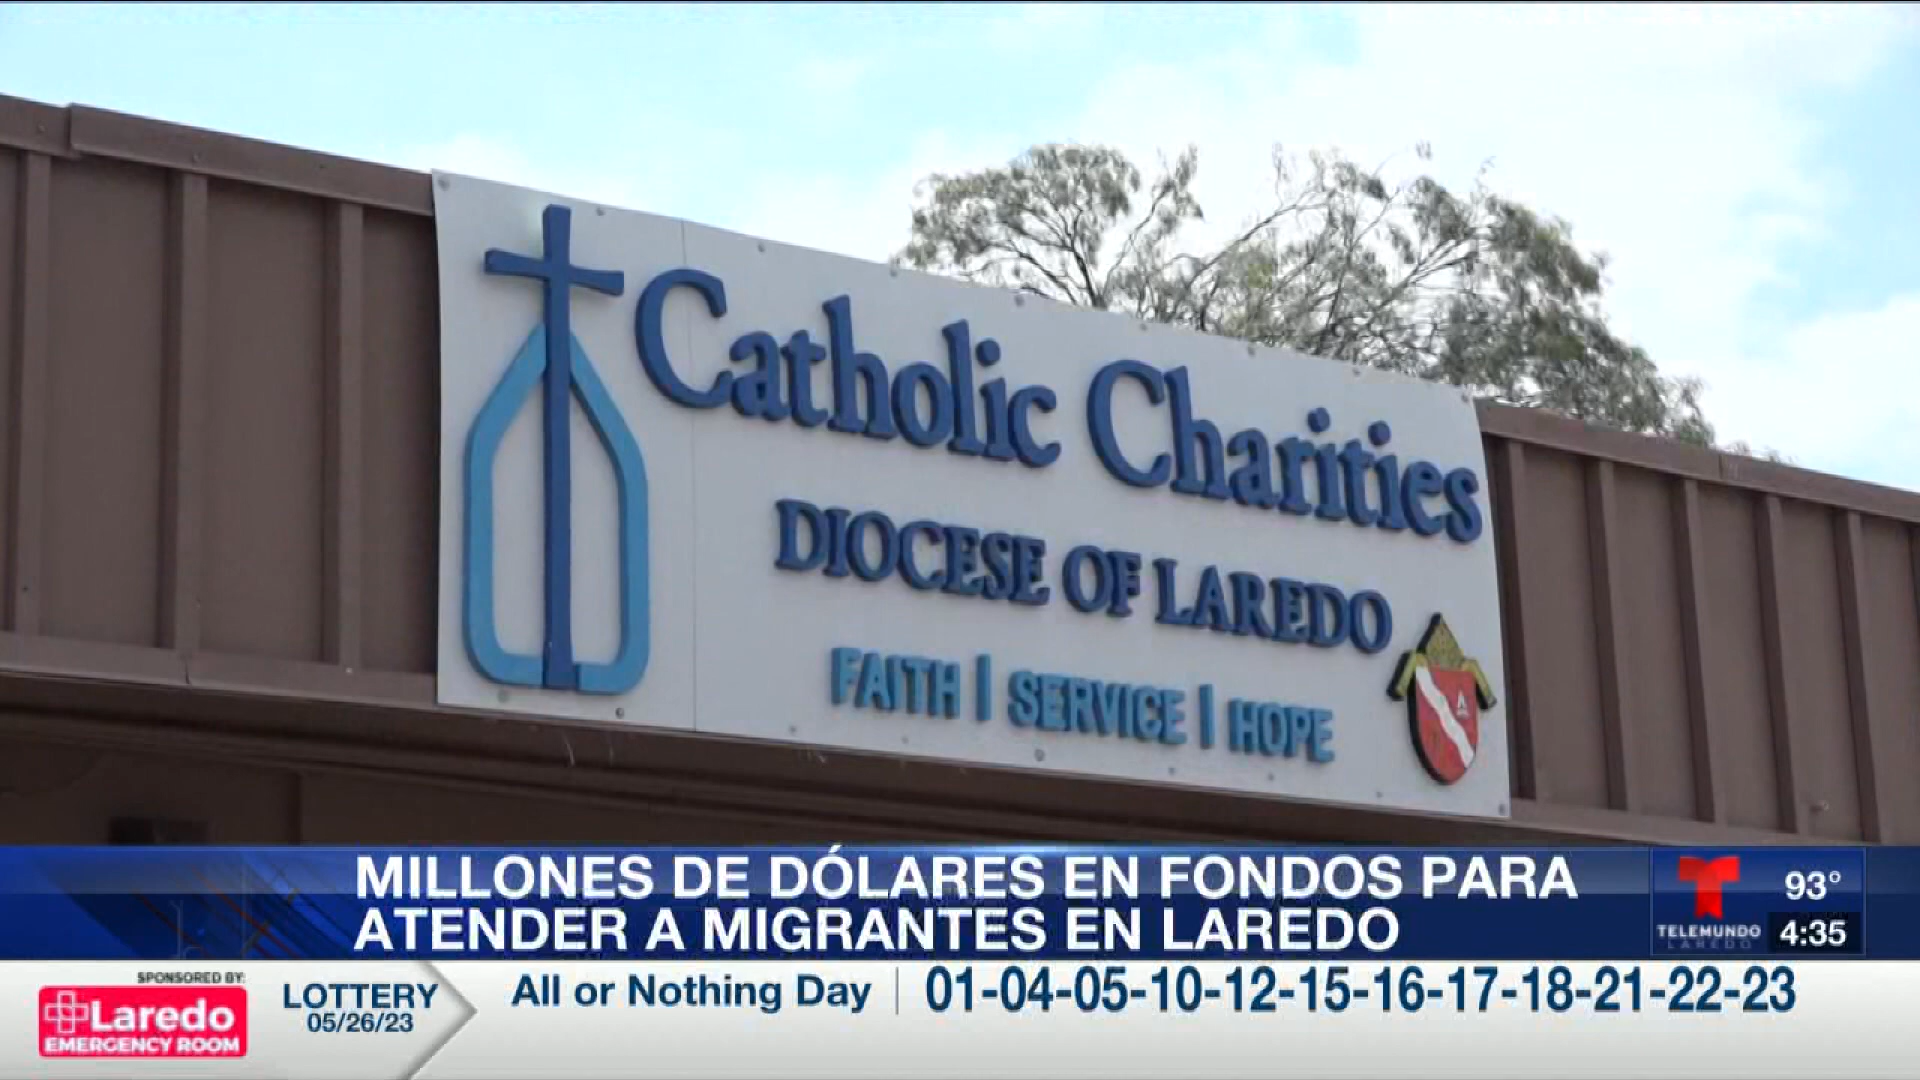 Catholic Charities
DIOCESE OF LAREDO
FAITH | SERVICE | HOPE
MILLONES DE DÓLARES EN FONDOS PARA
ATENDER A MIGRANTES EN LAREDO
TELEMUNDO
LAREDO
93°
4:35
SPONSORED BY:
Laredo
EMERGENCY ROOM
LOTTERY
05/26/23
All or Nothing Day
01-04-05-10-12-15-16-17-18-21-22-23